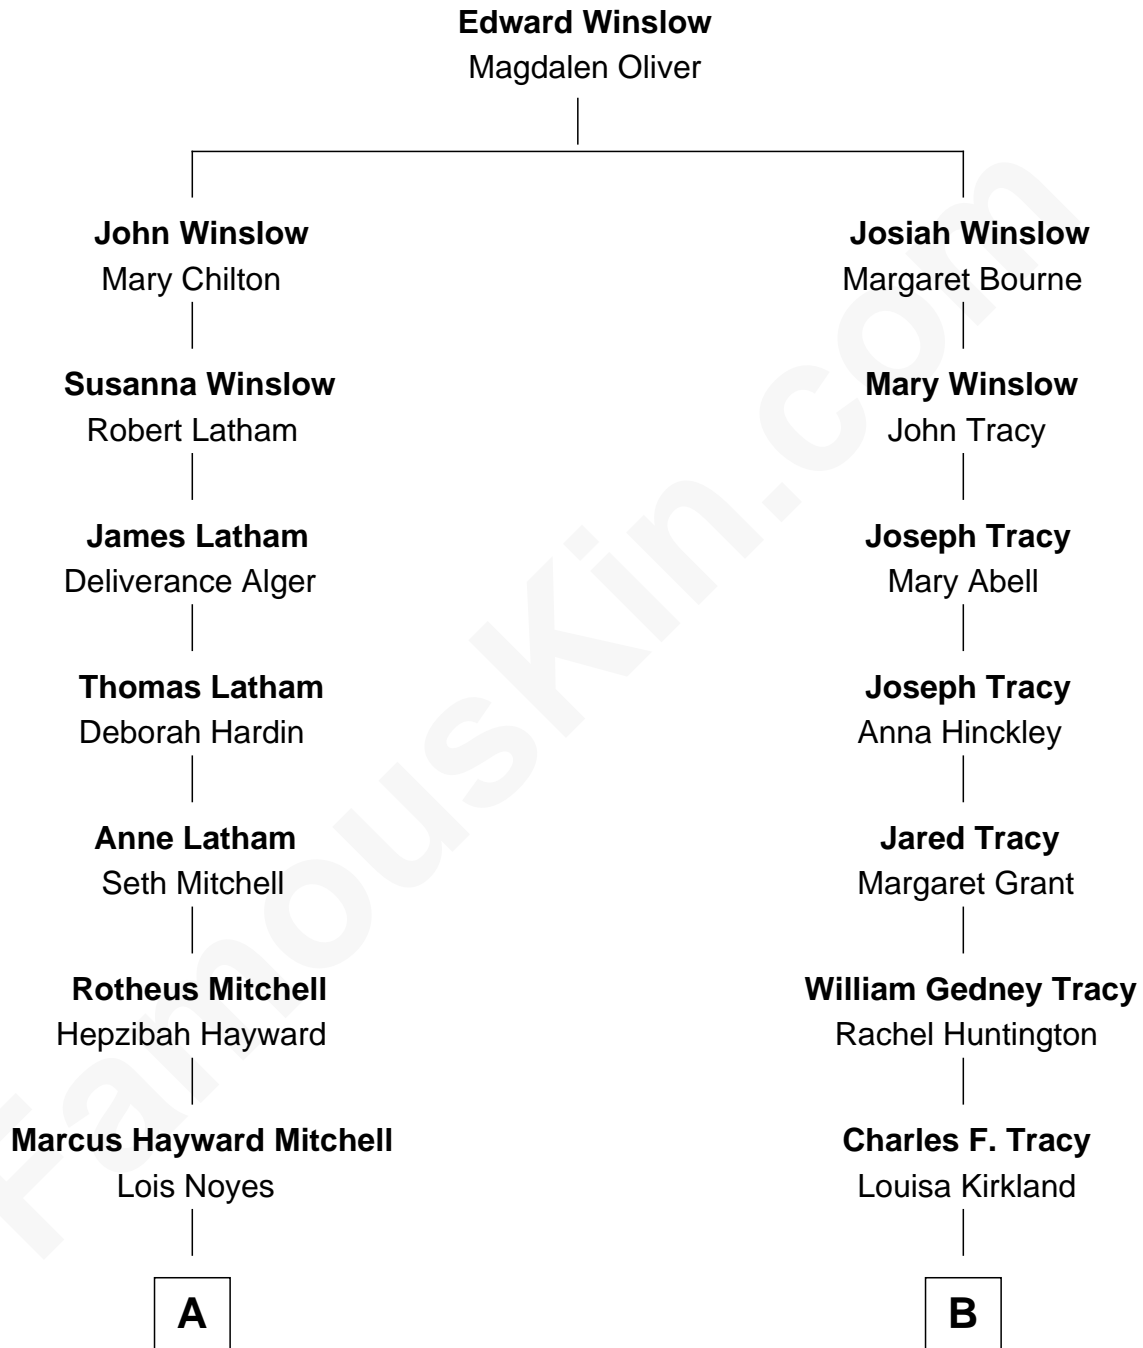 Edward Winslow
Magdalen Oliver
John Winslow
Mary Chilton
Josiah Winslow
Margaret Bourne
Susanna Winslow
Robert Latham
Mary Winslow
John Tracy
James Latham
Deliverance Alger
Joseph Tracy
Mary Abell
Thomas Latham
Deborah Hardin
Joseph Tracy
Anna Hinckley
Anne Latham
Seth Mitchell
Jared Tracy
Margaret Grant
Rotheus Mitchell
Hepzibah Hayward
William Gedney Tracy
Rachel Huntington
Marcus Hayward Mitchell
Lois Noyes
Charles F. Tracy
Louisa Kirkland
A
B
FamousKin.com